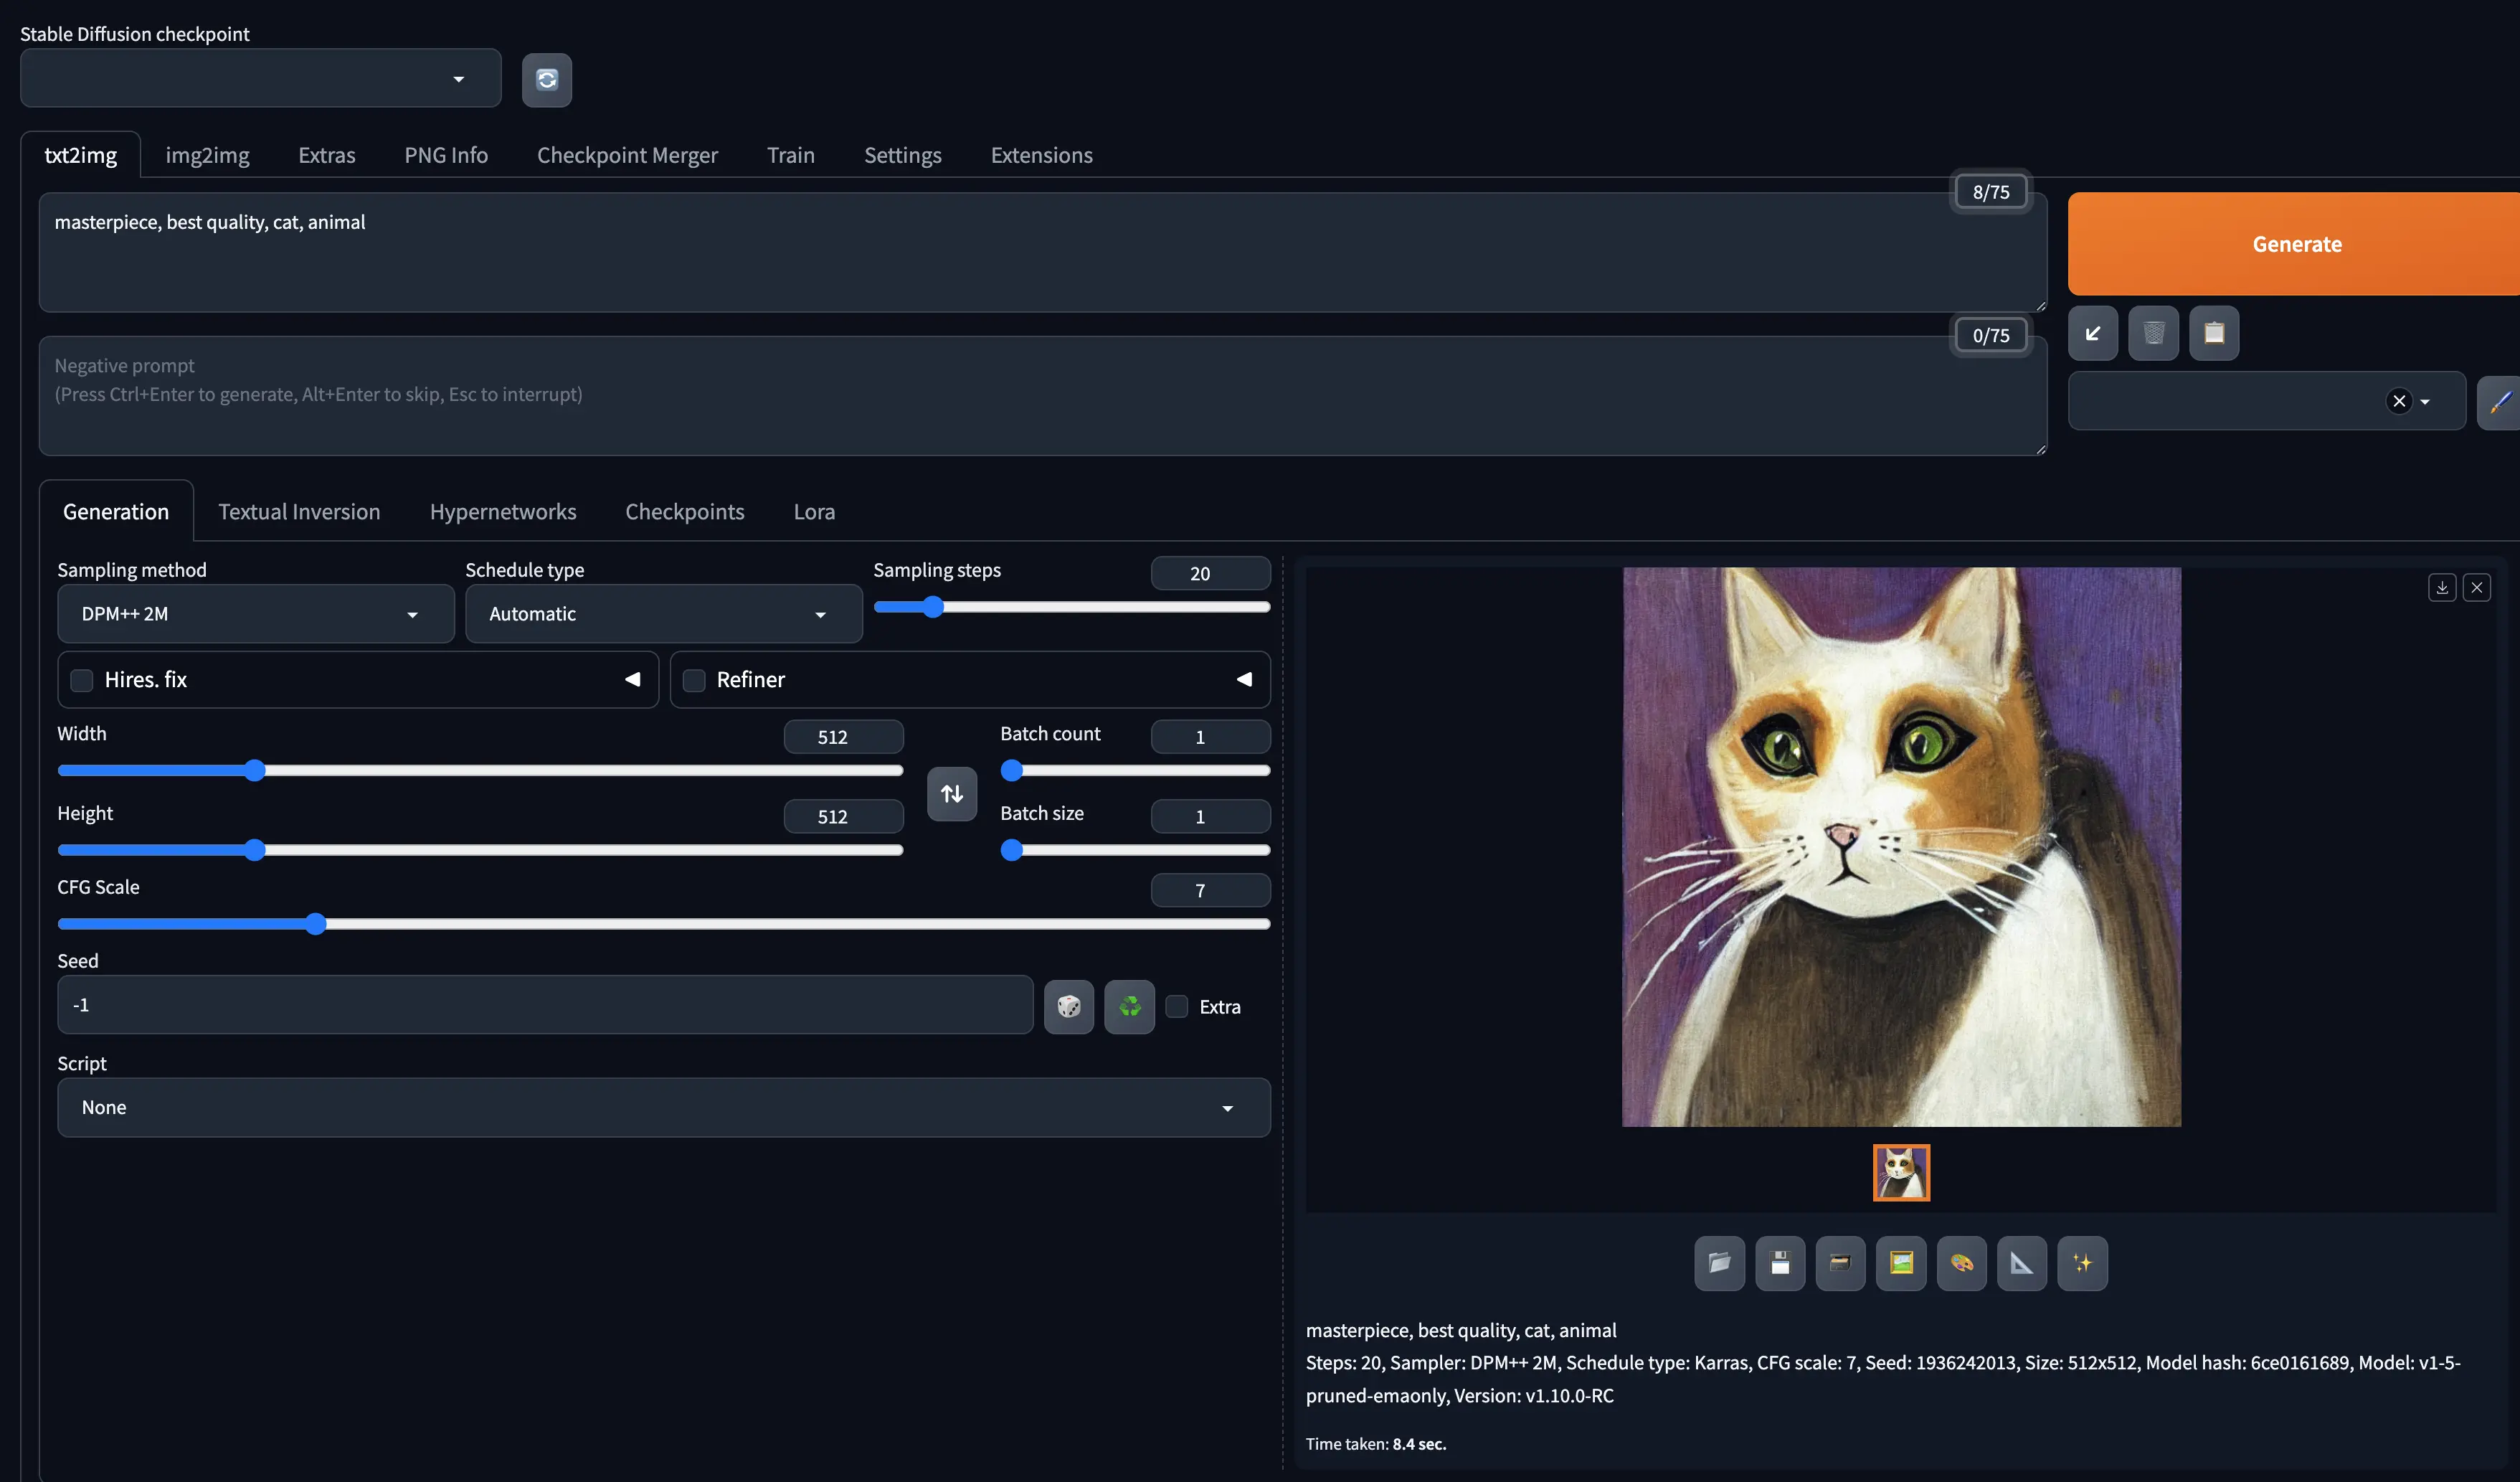 Stable Diffusion checkpoint
txt2img img2img Extras PNG Info Checkpoint Merger Train Settings Extensions
8/75
masterpiece, best quality, cat, animal
Generate
0/75
Negative prompt
(Press Ctrl+Enter to generate, Alt+Enter to skip, Esc to interrupt)
Generation Textual Inversion Hypernetworks Checkpoints Lora
Sampling method Schedule type Sampling steps 20
DPM++ 2M Automatic
Hires. fix Refiner
Width 512 Batch count 1
Height 512 Batch size 1
CFG Scale 7
Seed
-1 Extra
Script
None
masterpiece, best quality, cat, animal
Steps: 20, Sampler: DPM++ 2M, Schedule type: Karras, CFG scale: 7, Seed: 1936242013, Size: 512x512, Model hash: 6ce0161689, Model: v1-5-
pruned-emaonly, Version: v1.10.0-RC
Time taken: 8.4 sec.